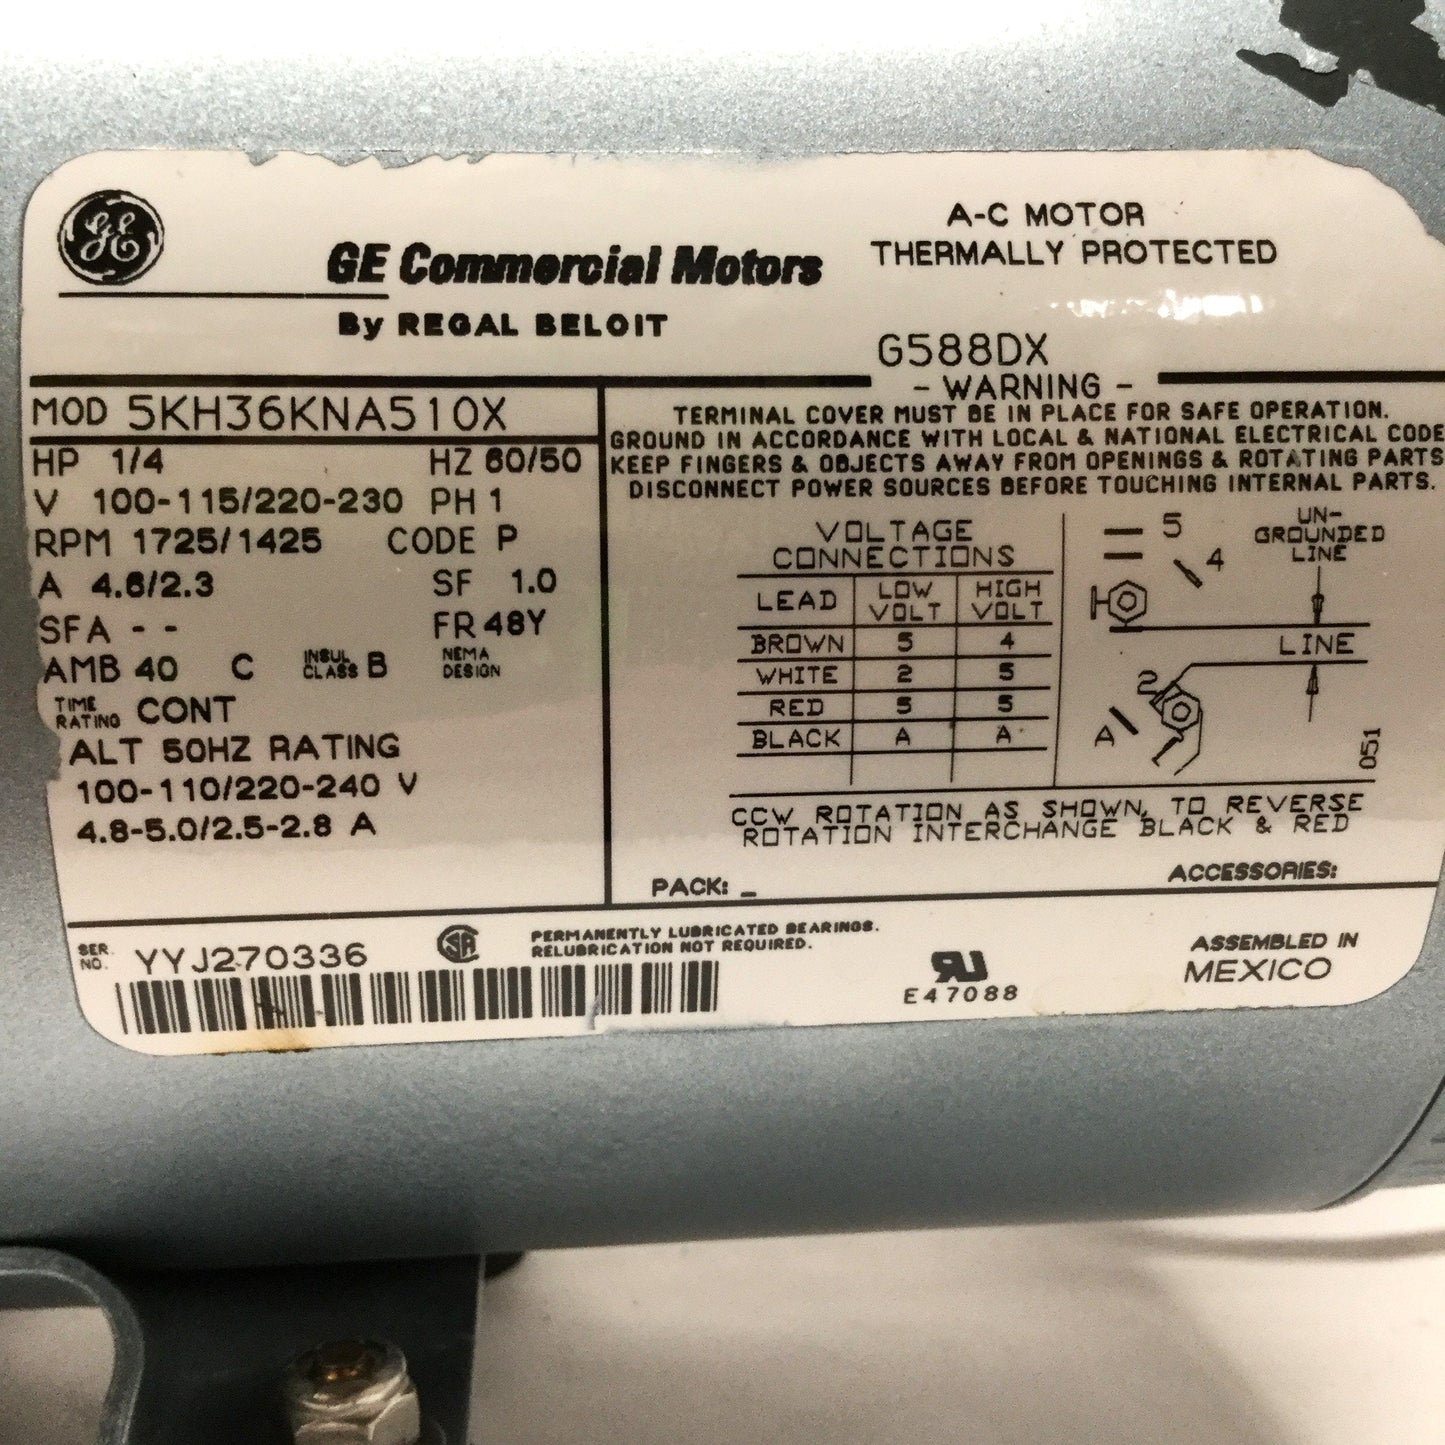 GE
GE Commercial Motors
By REGAL BELOIT
A-C MOTOR
THERMALLY PROTECTED
G588DX
MOD 5KH36KNA510X
HP 1/4 HZ 60/50
V 100-115/220-230 PH 1
RPM 1725/1425 CODE P
A 4.6/2.3 SF 1.0
SFA - - FR 48Y
AMB 40 C INSUL CLASS B NEMA DESIGN
TIME RATING CONT
ALT 50HZ RATING
100-110/220-240 V
4.8-5.0/2.5-2.8 A
- WARNING -
TERMINAL COVER MUST BE IN PLACE FOR SAFE OPERATION.
GROUND IN ACCORDANCE WITH LOCAL & NATIONAL ELECTRICAL CODE
KEEP FINGERS & OBJECTS AWAY FROM OPENINGS & ROTATING PARTS
DISCONNECT POWER SOURCES BEFORE TOUCHING INTERNAL PARTS.
VOLTAGE
CONNECTIONS
LEAD LOW VOLT HIGH VOLT
BROWN 5 4
WHITE 2 5
RED 5 5
BLACK A A
5
4
UN-
GROUNDED
LINE
LINE
2
A
051
CCW ROTATION AS SHOWN, TO REVERSE
ROTATION INTERCHANGE BLACK & RED
PACK: _
ACCESSORIES:
SER. NO. YYJ270336
SA
PERMANENTLY LUBRICATED BEARINGS.
RELUBRICATION NOT REQUIRED.
RU
E47088
ASSEMBLED IN
MEXICO